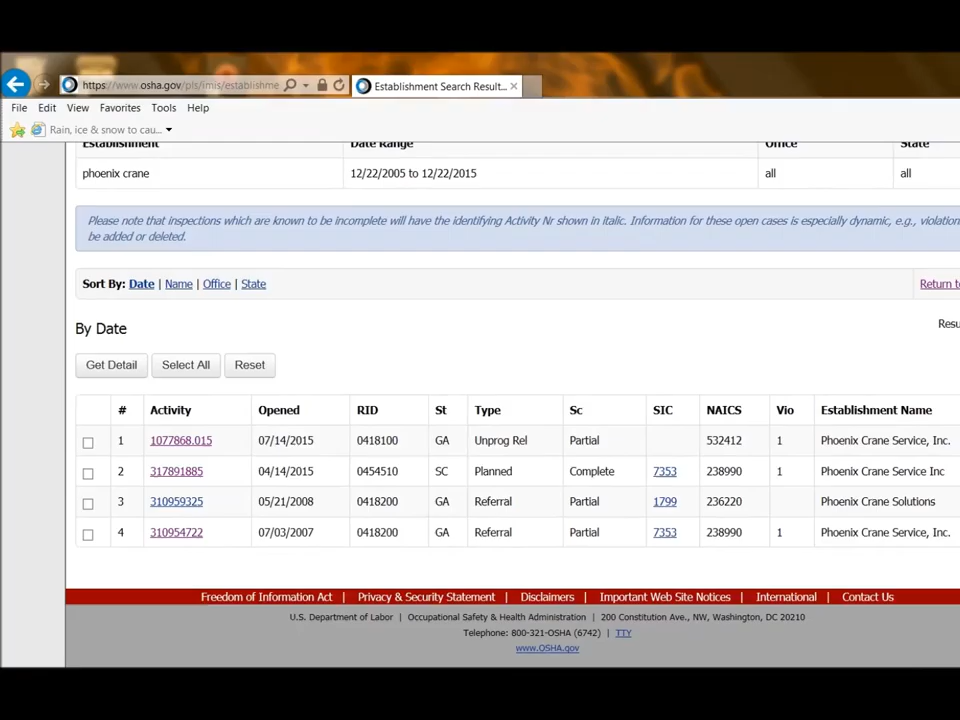 https://www.osha.gov/pls/imis/establishme
Establishment Search Result...
File Edit View Favorites Tools Help
Rain, ice & snow to cau...
Establishment Date Range Office State
phoenix crane 12/22/2005 to 12/22/2015 all all
Please note that inspections which are known to be incomplete will have the identifying Activity Nr shown in italic. Information for these open cases is especially dynamic, e.g., violation
be added or deleted.
Sort By: Date | Name | Office | State Return to
By Date Resu
Get Detail Select All Reset
# Activity Opened RID St Type Sc SIC NAICS Vio Establishment Name
1 1077868.015 07/14/2015 0418100 GA Unprog Rel Partial 532412 1 Phoenix Crane Service, Inc.
2 317891885 04/14/2015 0454510 SC Planned Complete 7353 238990 1 Phoenix Crane Service Inc
3 310959325 05/21/2008 0418200 GA Referral Partial 1799 236220 Phoenix Crane Solutions
4 310954722 07/03/2007 0418200 GA Referral Partial 7353 238990 1 Phoenix Crane Service, Inc.
Freedom of Information Act | Privacy & Security Statement | Disclaimers | Important Web Site Notices | International | Contact Us
U.S. Department of Labor | Occupational Safety & Health Administration | 200 Constitution Ave., NW, Washington, DC 20210
Telephone: 800-321-OSHA (6742) | TTY
www.OSHA.gov